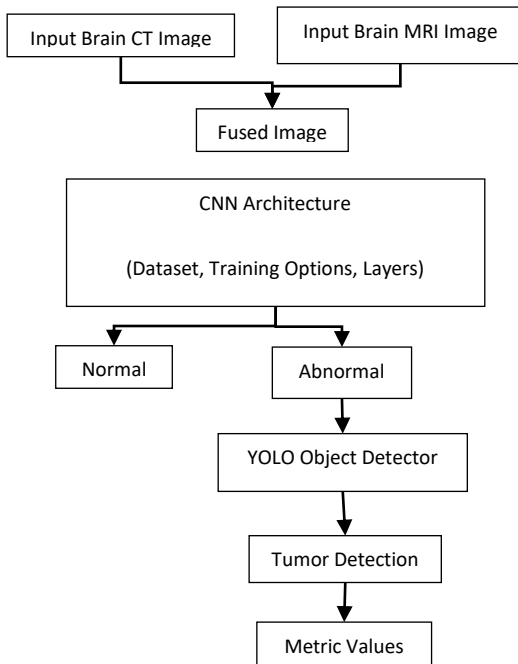 Input Brain CT Image
Input Brain MRI Image
Fused Image
CNN Architecture
(Dataset, Training Options, Layers)
Normal
Abnormal
YOLO Object Detector
Tumor Detection
Metric Values